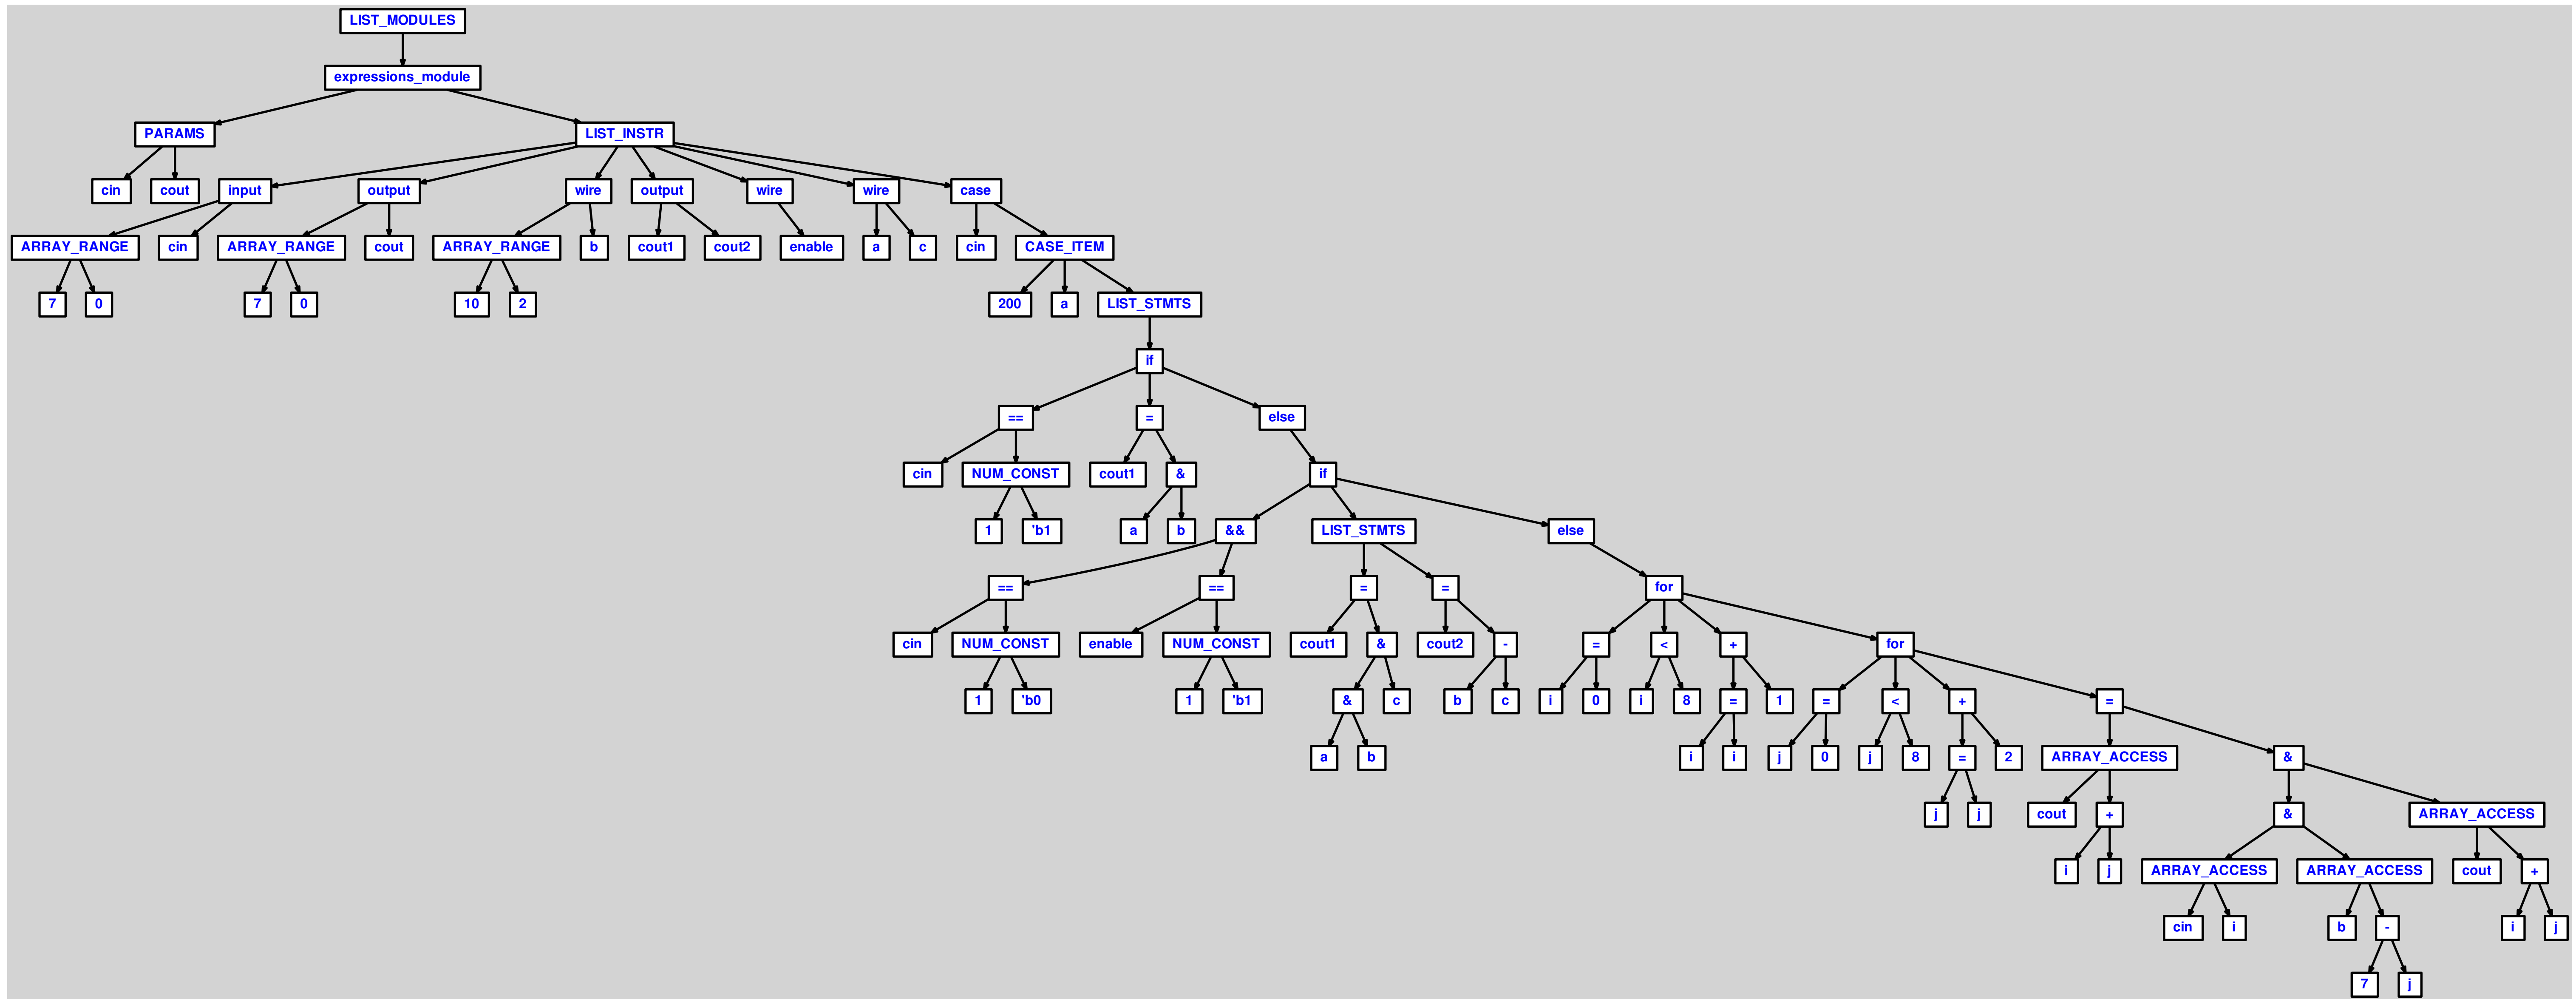 LIST_MODULES
expressions_module
PARAMS LIST_INSTR
cin cout input output wire output wire wire case
ARRAY_RANGE cin ARRAY_RANGE cout ARRAY_RANGE b cout1 cout2 enable a c cin CASE_ITEM
7 0 7 0 10 2 200 a LIST_STMTS
if
== = else
cin NUM_CONST cout1 & if
1 'b1 a b && LIST_STMTS else
== == = = for
cin NUM_CONST enable NUM_CONST cout1 & cout2 - = < + for
1 'b0 1 'b1 & c b c i 0 i 8 = 1 = < + =
a b i i j 0 j 8 = 2 ARRAY_ACCESS &
j j cout + & ARRAY_ACCESS
i j ARRAY_ACCESS ARRAY_ACCESS cout +
cin i b - i j
7 j